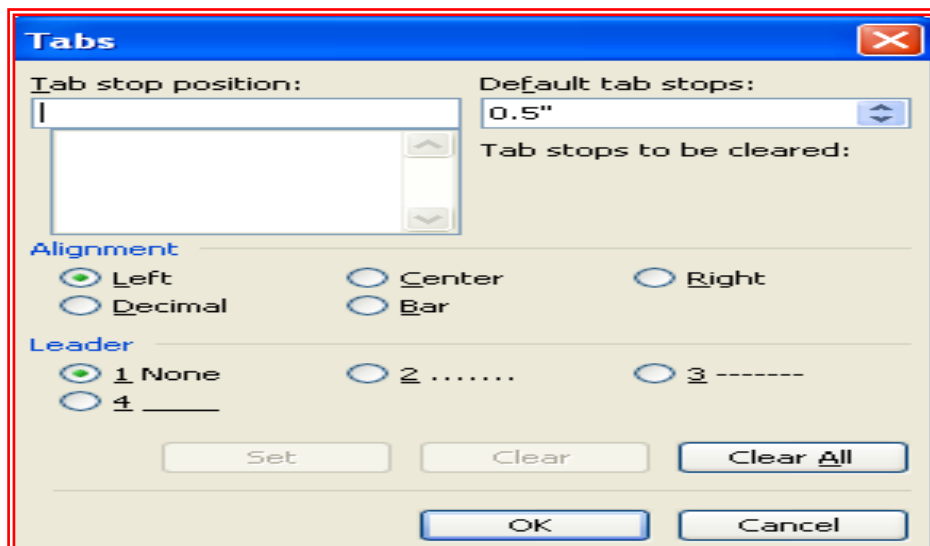 Tabs
Tab stop position: Default tab stops:
0.5"
Tab stops to be cleared:
Alignment
Left Center Right
Decimal Bar
Leader
1 None 2 ....... 3 -------
4 _____
Set Clear Clear All
OK Cancel